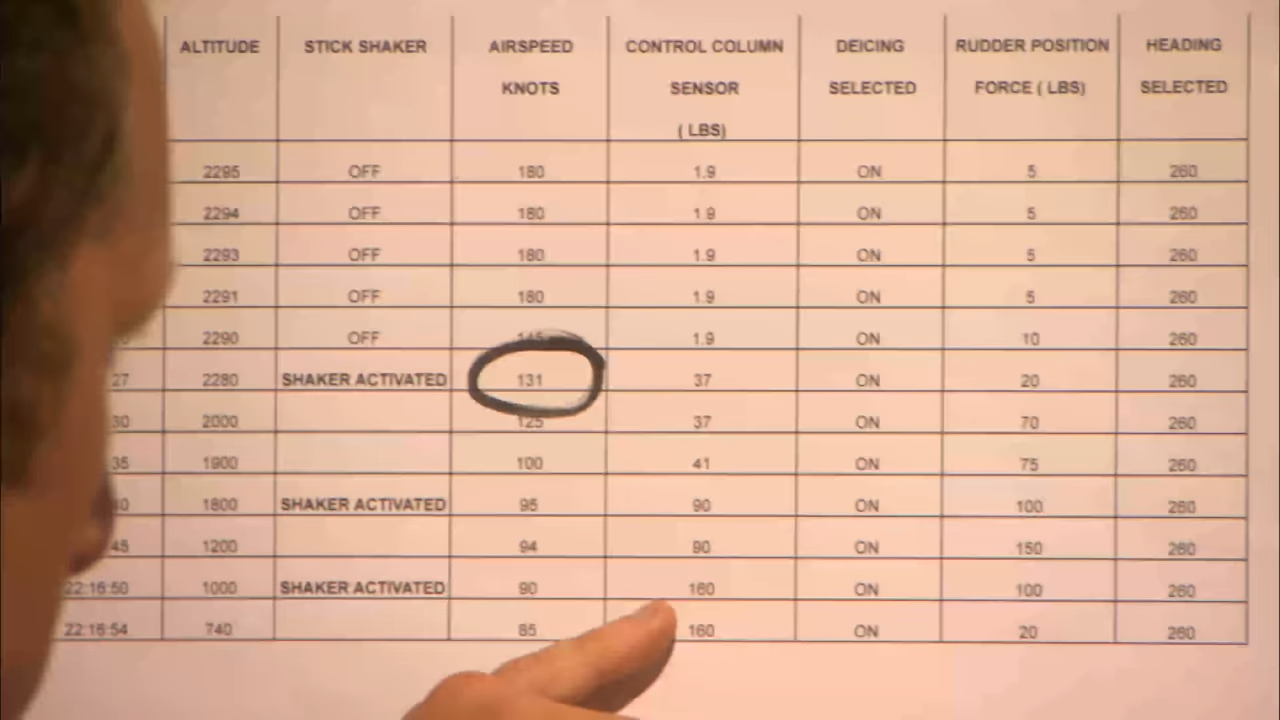 ALTITUDE STICK SHAKER AIRSPEED KNOTS CONTROL COLUMN SENSOR ( LBS) DEICING SELECTED RUDDER POSITION FORCE ( LBS) HEADING SELECTED
2295 OFF 180 1.9 ON 5 260
2294 OFF 180 1.9 ON 5 260
2293 OFF 180 1.9 ON 5 260
2291 OFF 180 1.9 ON 5 260
2290 OFF 145 1.9 ON 10 260
27 2280 SHAKER ACTIVATED 131 37 ON 20 260
30 2000 125 37 ON 70 260
35 1900 100 41 ON 75 260
1800 SHAKER ACTIVATED 95 90 ON 100 260
45 1200 94 90 ON 150 260
22:16:50 1000 SHAKER ACTIVATED 90 160 ON 100 260
22:16:54 740 85 160 ON 20 260